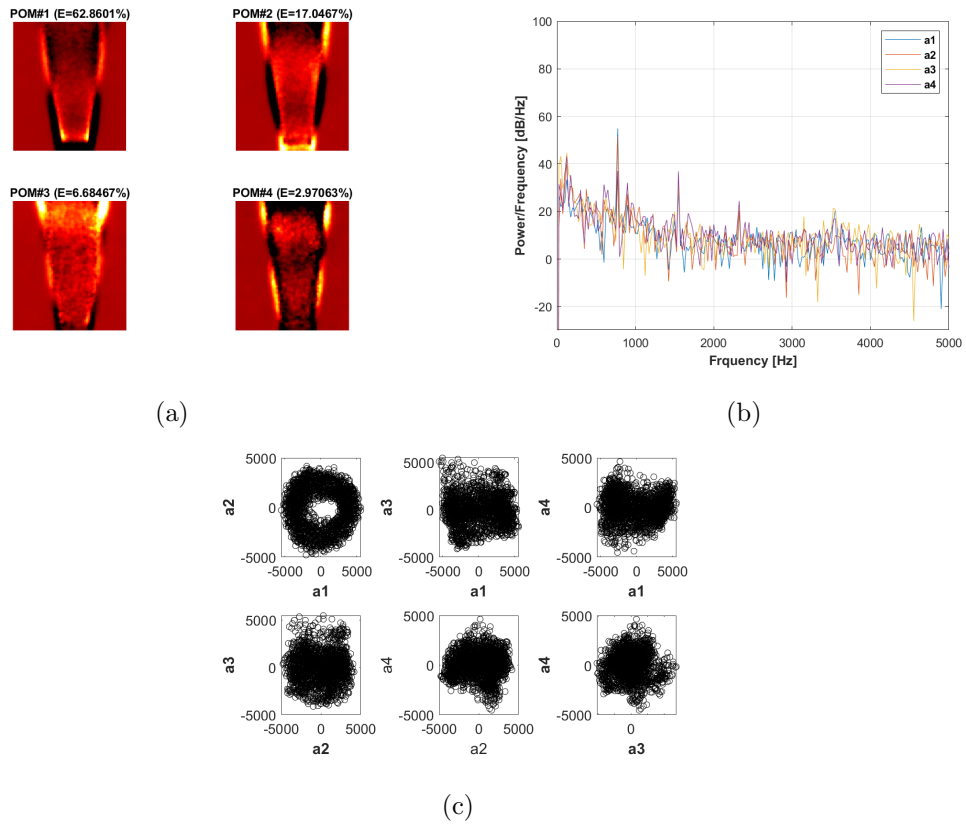 POM#1 (E=62.8601%)
POM#2 (E=17.0467%)
POM#3 (E=6.68467%)
POM#4 (E=2.97063%)
(a)
100
80
60
40
20
0
-20
0
1000
2000
3000
4000
5000
Power/Frequency [dB/Hz]
Frquency [Hz]
a1
a2
a3
a4
(b)
5000
0
-5000
a2
-5000 0 5000
a1
5000
0
-5000
a3
-5000 0 5000
a1
5000
0
-5000
a4
-5000 0 5000
a1
5000
0
-5000
a3
-5000 0 5000
a2
5000
0
-5000
a4
-5000 0 5000
a2
5000
0
-5000
a4
0
a3
(c)